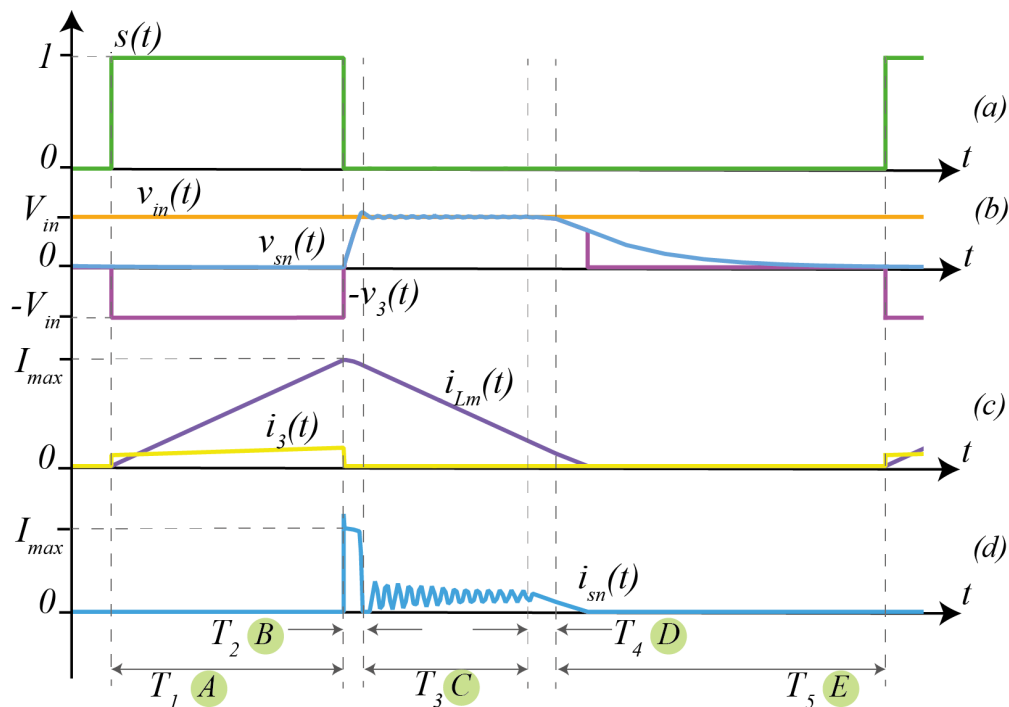 s(t)
1
(a)
0
t
v_in(t)
V_in
(b)
v_sn(t)
0
t
-v_3(t)
-V_in
I_max
i_Lm(t)
(c)
i_3(t)
0
t
I_max
(d)
i_sn(t)
0
t
T_2 B
T_4 D
T_1 A
T_3 C
T_5 E